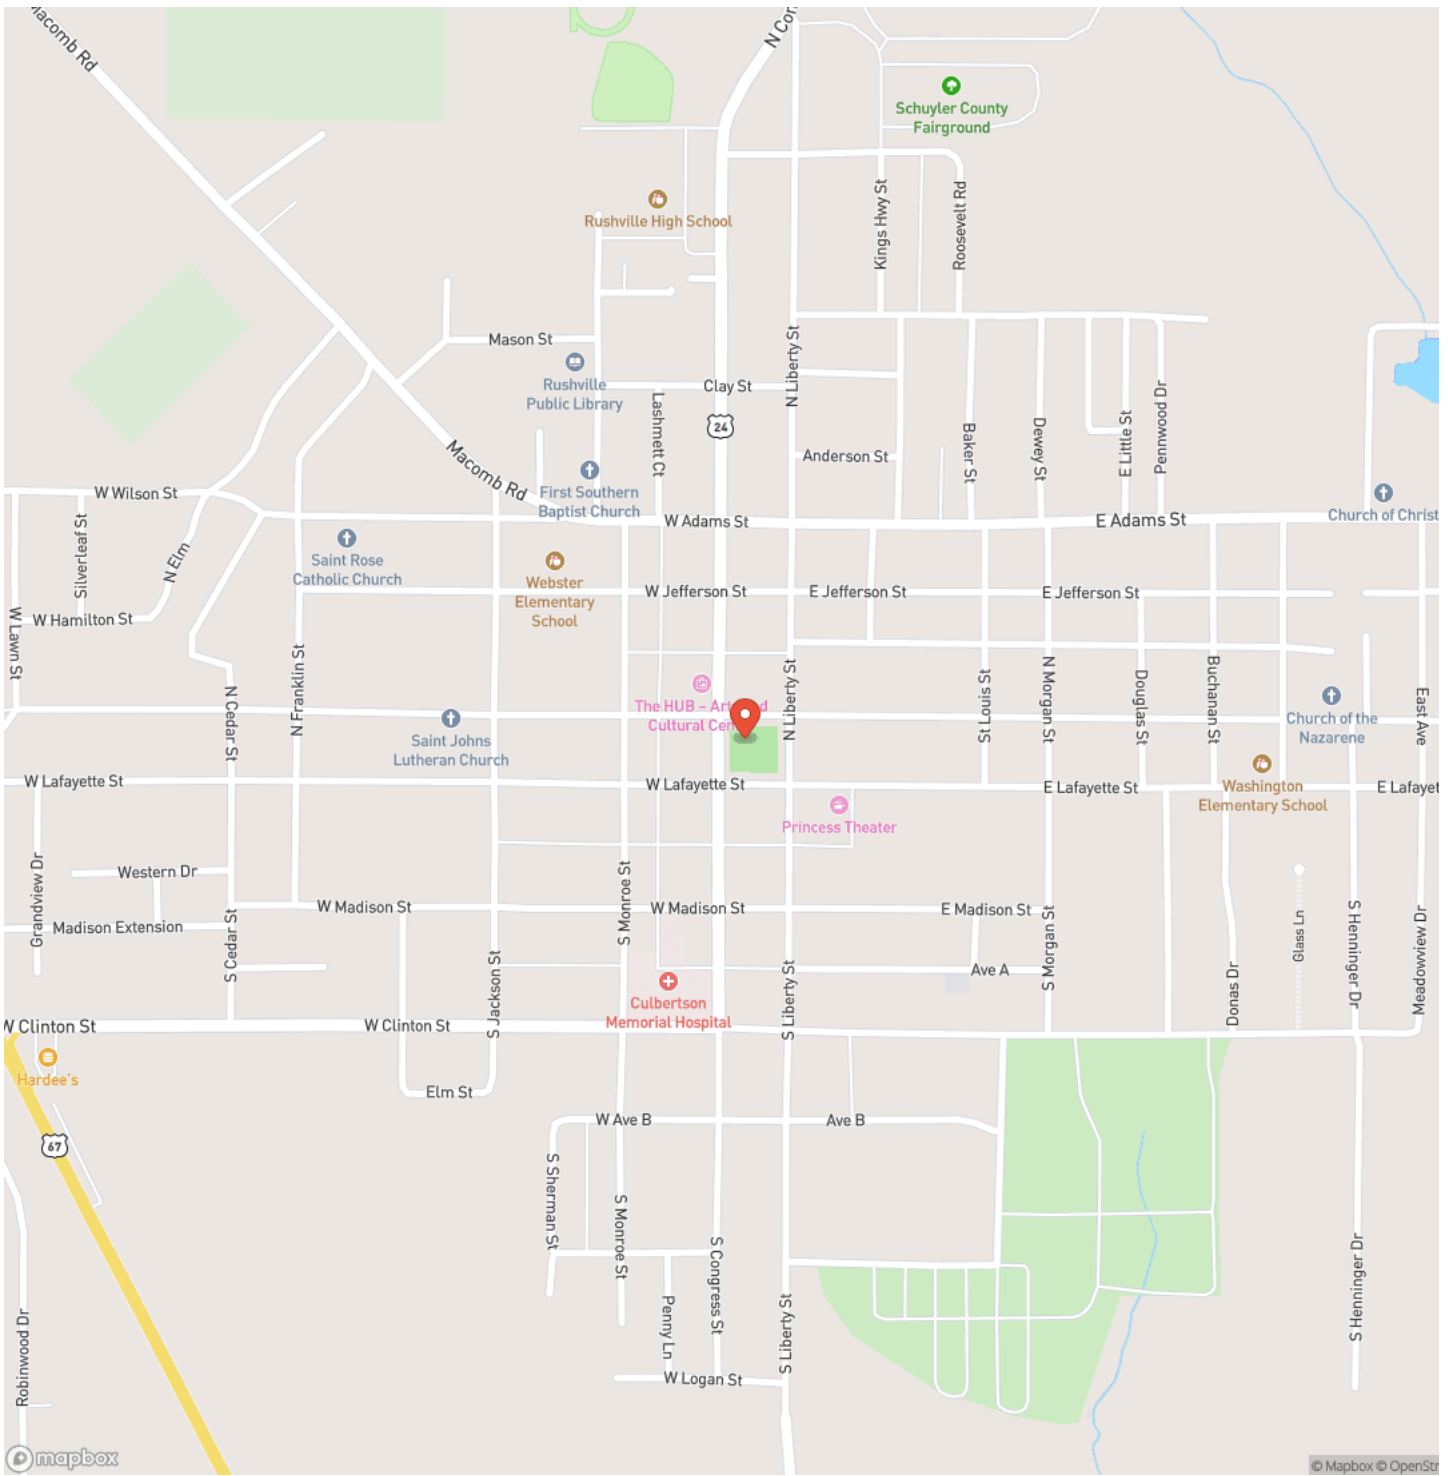 Macomb Rd
N Cor
Schuyler County
Fairground
Rushville High School
Kings Hwy St
Roosevelt Rd
Mason St
N Liberty St
Rushville
Public Library
Clay St
24
Lashmett Ct
Baker St
Dewey St
E Little St
Pennwood Dr
Anderson St
Macomb Rd
W Wilson St
First Southern
Baptist Church
Silverleaf St
W Adams St
E Adams St
Church of Christ
N Elm
Saint Rose
Catholic Church
Webster
Elementary
School
W Jefferson St
E Jefferson St
E Jefferson St
W Lawn St
W Hamilton St
N Franklin St
N Cedar St
The HUB – Art
d
Cultural Cen
N Liberty St
St Louis St
N Morgan St
Douglas St
Buchanan St
East Ave
Saint Johns
Lutheran Church
Church of the
Nazarene
W Lafayette St
W Lafayette St
E Lafayette St
Washington
Elementary School
E Lafayet
Princess Theater
Grandview Dr
Western Dr
S Monroe St
W Madison St
W Madison St
E Madison St
Madison Extension
S Cedar St
S Jackson St
S Liberty St
S Morgan St
Ave A
Glass Ln
Donas Dr
S Henninger Dr
Meadowview Dr
Culbertson
Memorial Hospital
W Clinton St
W Clinton St
Hardee's
Elm St
W Ave B
Ave B
67
S Sherman St
S Monroe St
S Congress St
Penny Ln
S Liberty St
S Henninger Dr
Robinwood Dr
W Logan St
mapbox
© Mapbox © OpenStr